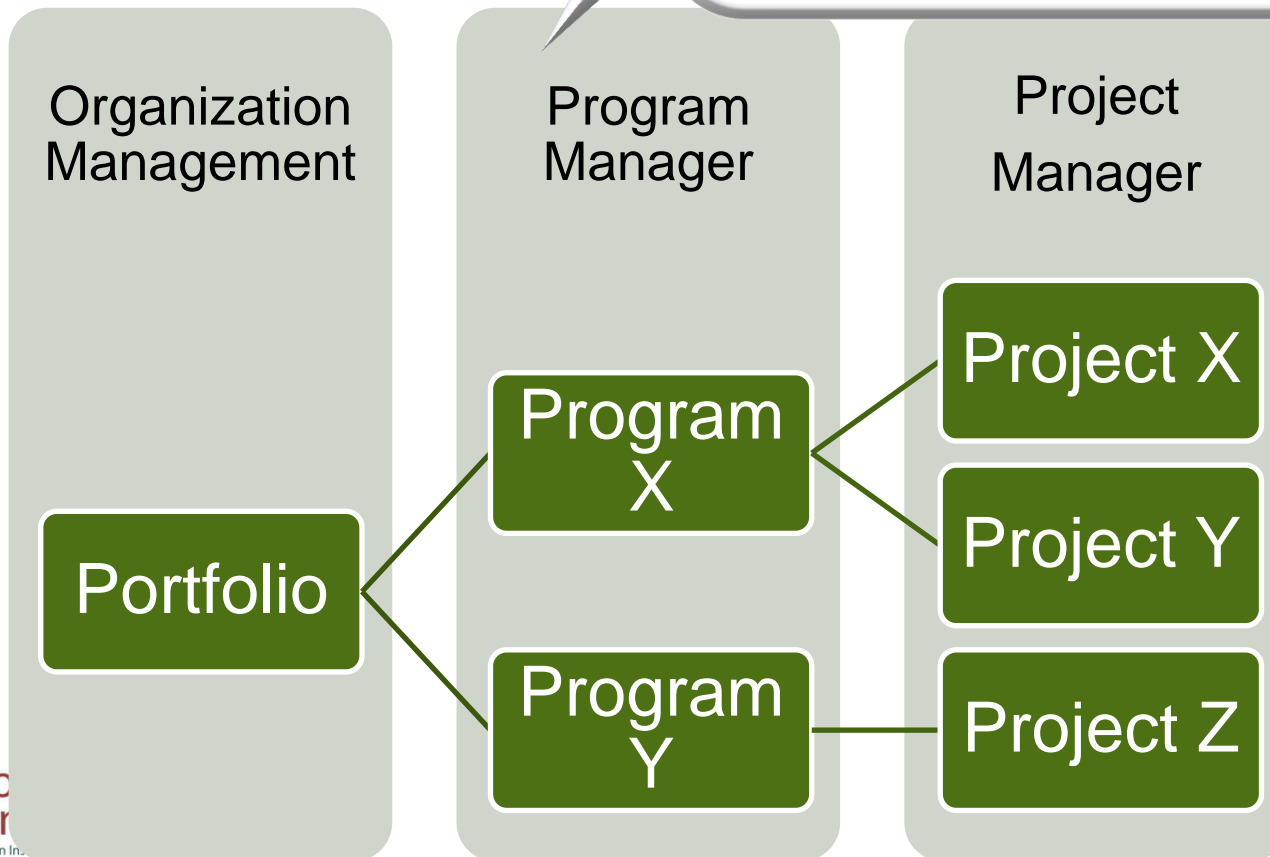 Organization
Management
Program
Manager
Project
Manager
Portfolio
Program
X
Program
Y
Project X
Project Y
Project Z